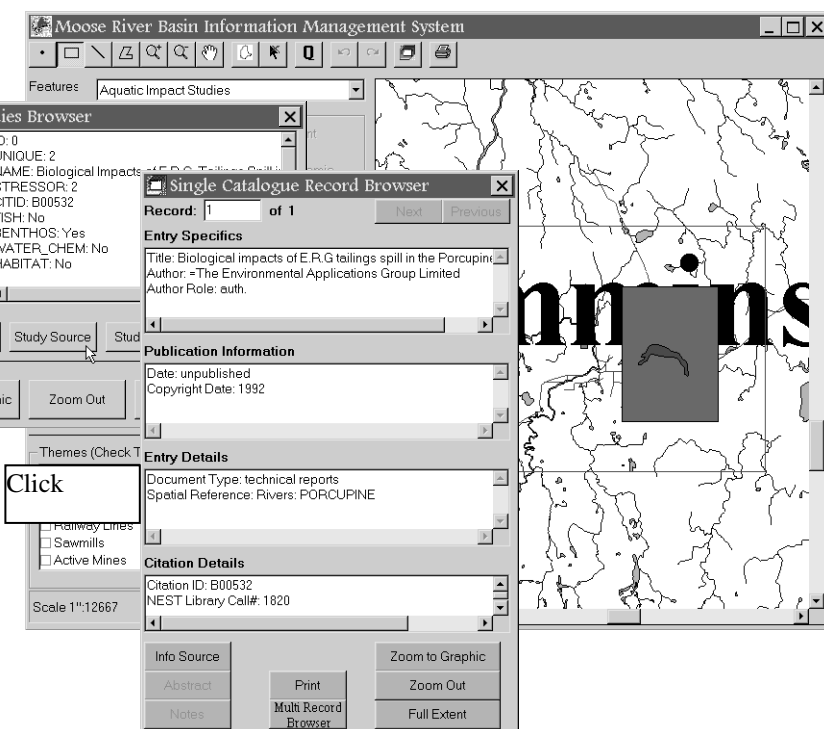 Moose River Basin Information Management System
Q
Features
Aquatic Impact Studies
ies Browser
D: 0
UNIQUE: 2
NAME: Biological Impacts of E.R.G. Tailings Spill i
STRESSOR: 2
CITID: B00532
FISH: No
BENTHOS: Yes
WATER_CHEM: No
HABITAT: No
Study Source
Stud
ic
Zoom Out
Themes (Check T
Click
Railway Lines
Sawmills
Active Mines
Scale 1":12667
Single Catalogue Record Browser
Record: 1 of 1
Next Previous
Entry Specifics
Title: Biological impacts of E.R.G tailings spill in the Porcupine
Author: =The Environmental Applications Group Limited
Author Role: auth.
Publication Information
Date: unpublished
Copyright Date: 1992
Entry Details
Document Type: technical reports
Spatial Reference: Rivers: PORCUPINE
Citation Details
Citation ID: B00532
NEST Library Call#: 1820
Info Source
Zoom to Graphic
Abstract
Print
Zoom Out
Notes
Multi Record
Browser
Full Extent
mmins